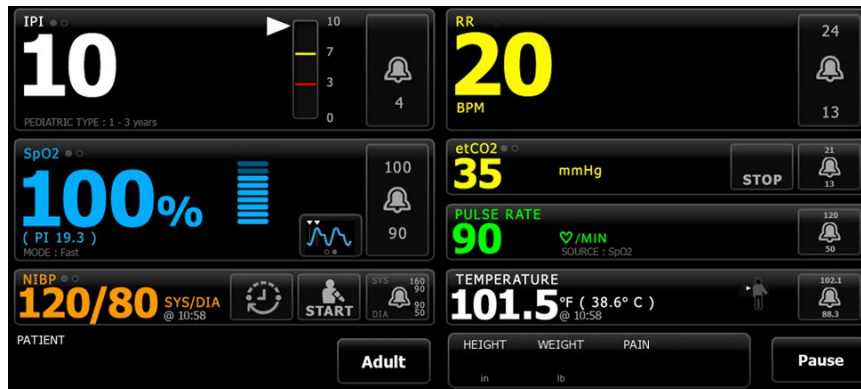 IPI
10
10
7
3
0
4
PEDIATRIC TYPE : 1 - 3 years
RR
20
BPM
24
13
SpO2
100%
( PI 19.3 )
MODE : Fast
100
90
etCO2
35
mmHg
STOP
21
13
PULSE RATE
90
/MIN
SOURCE : SpO2
120
50
NIBP
120/80 SYS/DIA
@ 10:58
START
SYS 160
90
DIA 90
50
TEMPERATURE
101.5°F ( 38.6° C )
@ 10:58
102.1
88.3
PATIENT
Adult
HEIGHT WEIGHT PAIN
in lb
Pause